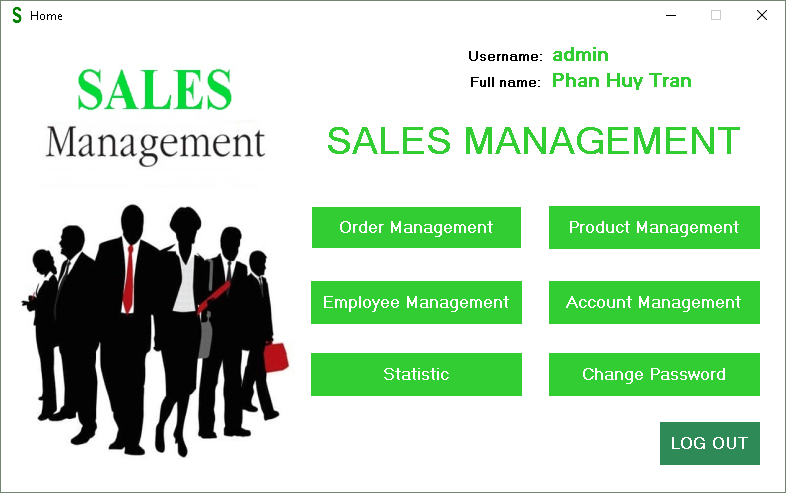 S Home
Username: admin
Full name: Phan Huy Tran
SALES
Management
SALES MANAGEMENT
Order Management
Product Management
Employee Management
Account Management
Statistic
Change Password
LOG OUT